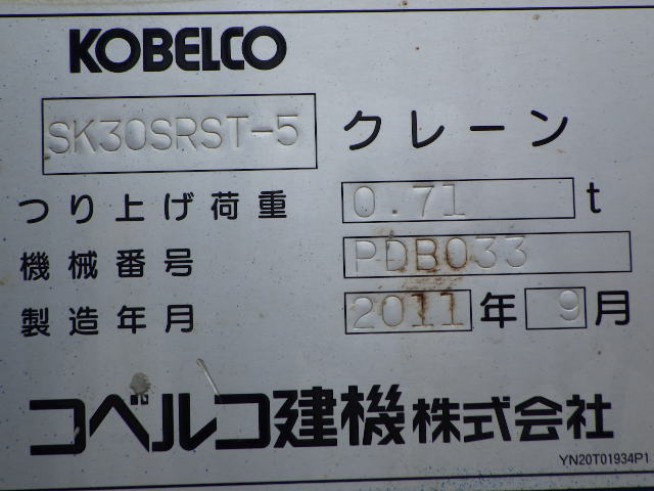 KOBELCO
SK30SRST-5 クレーン
つり上げ荷重 0.71 t
機械番号 PDB033
製造年月 2011 年 9 月
コベルコ建機株式会社
YN20T01934P1